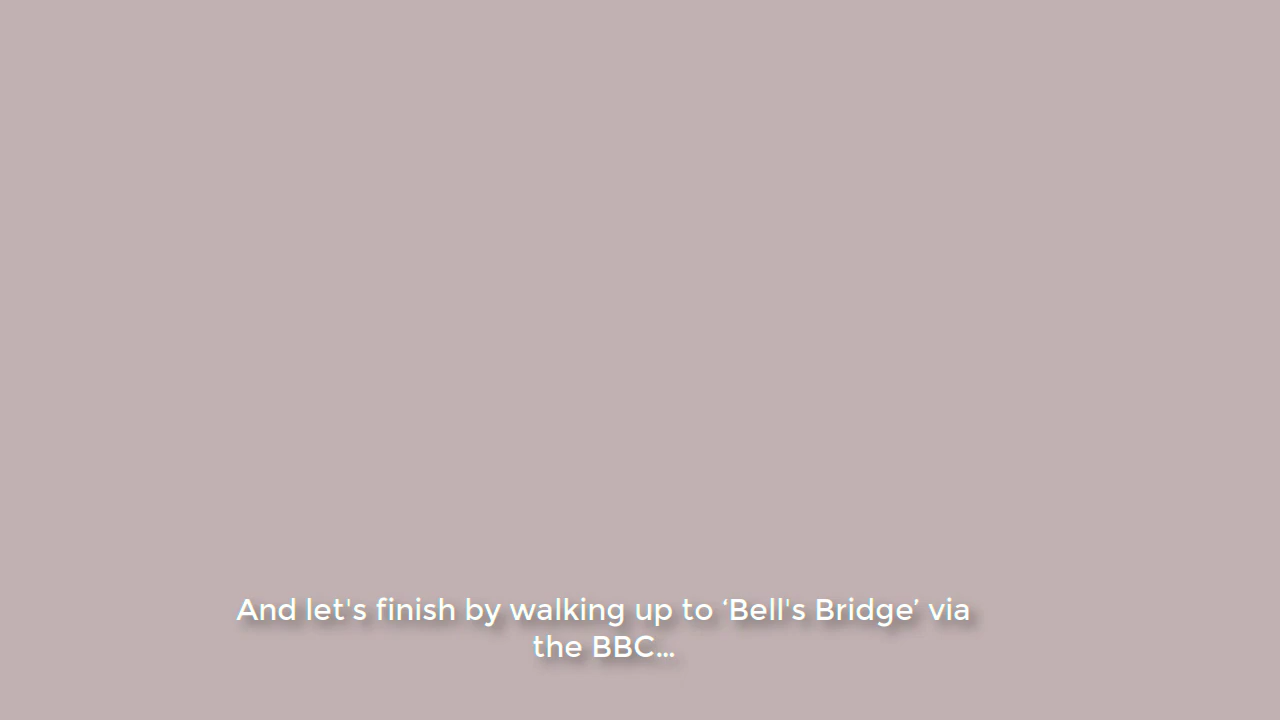 And let's finish by walking up to ‘Bell's Bridge’ via
the BBC...